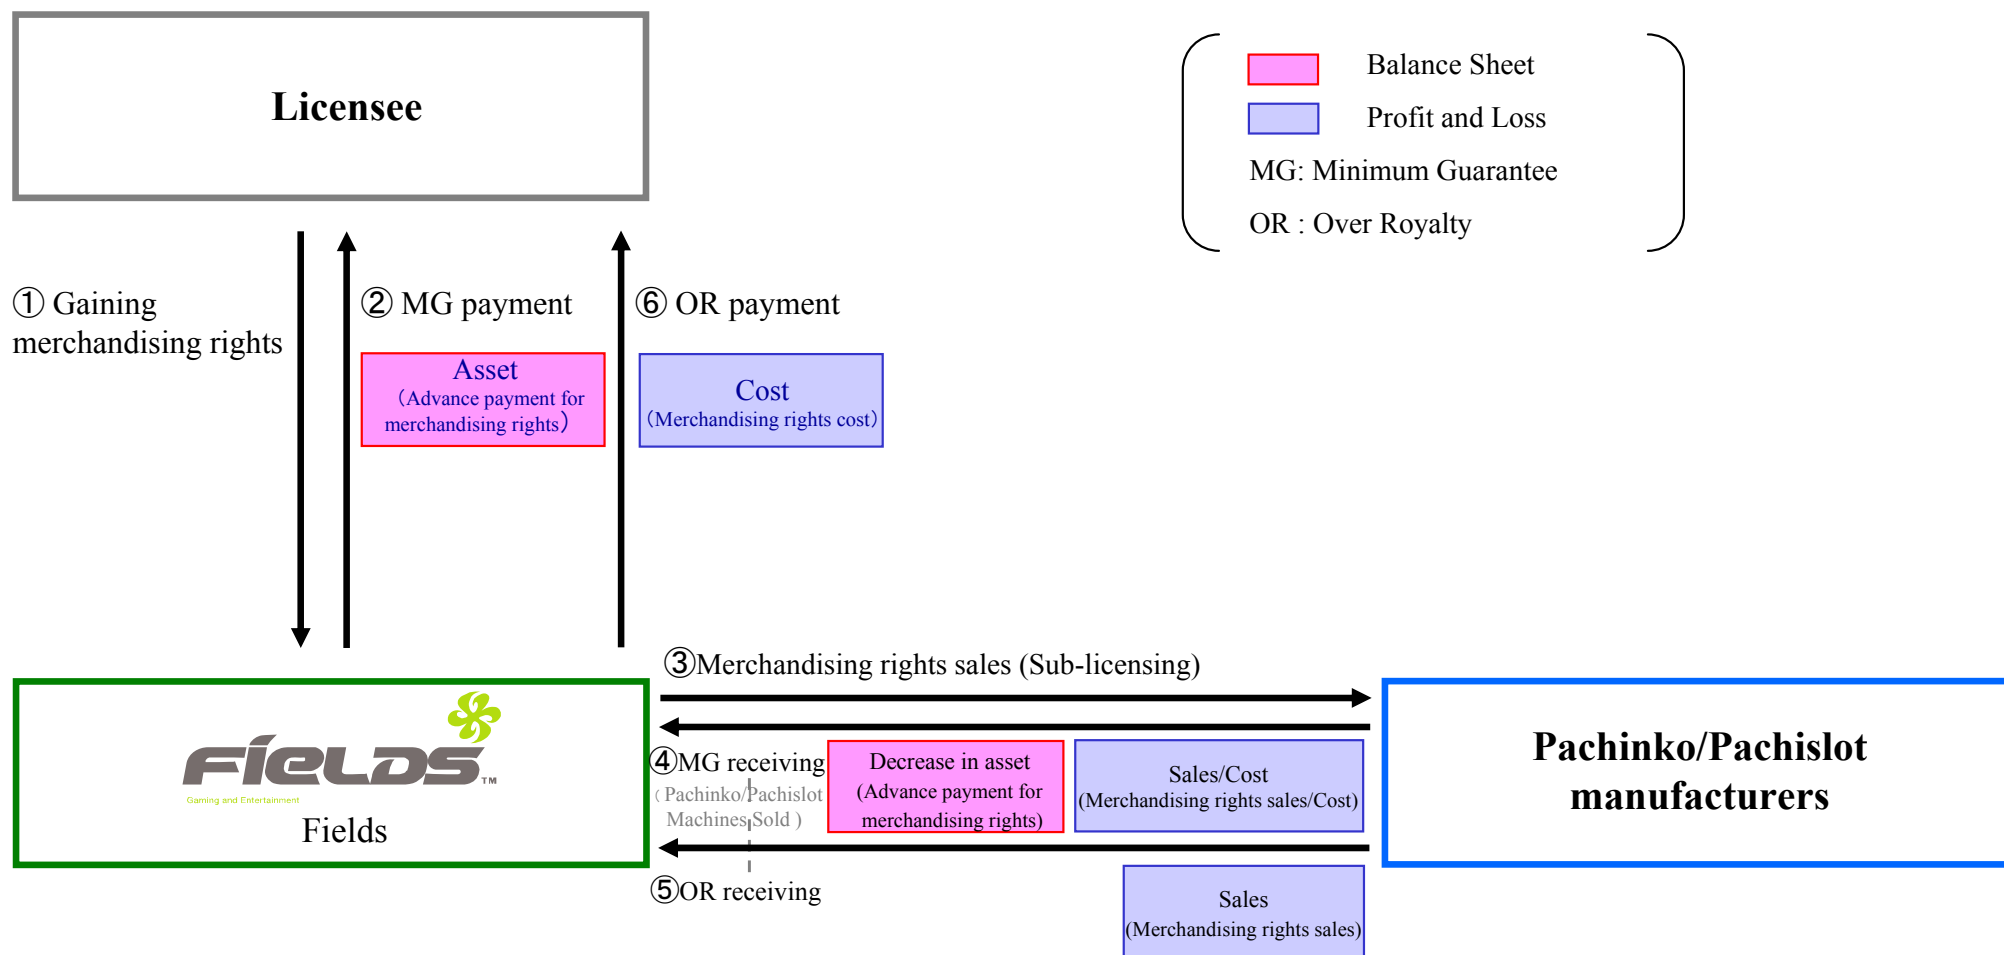 Licensee
Balance Sheet
Profit and Loss
MG: Minimum Guarantee
OR : Over Royalty
① Gaining
merchandising rights
② MG payment
Asset
（Advance payment for
merchandising rights）
⑥ OR payment
Cost
（Merchandising rights cost）
③Merchandising rights sales (Sub-licensing)
FIELDS™
Gaming and Entertainment
Fields
④MG receiving
（ Pachinko/Pachislot
Machines Sold ）
Decrease in asset
(Advance payment for
merchandising rights)
Sales/Cost
(Merchandising rights sales/Cost)
⑤OR receiving
Sales
(Merchandising rights sales)
Pachinko/Pachislot
manufacturers